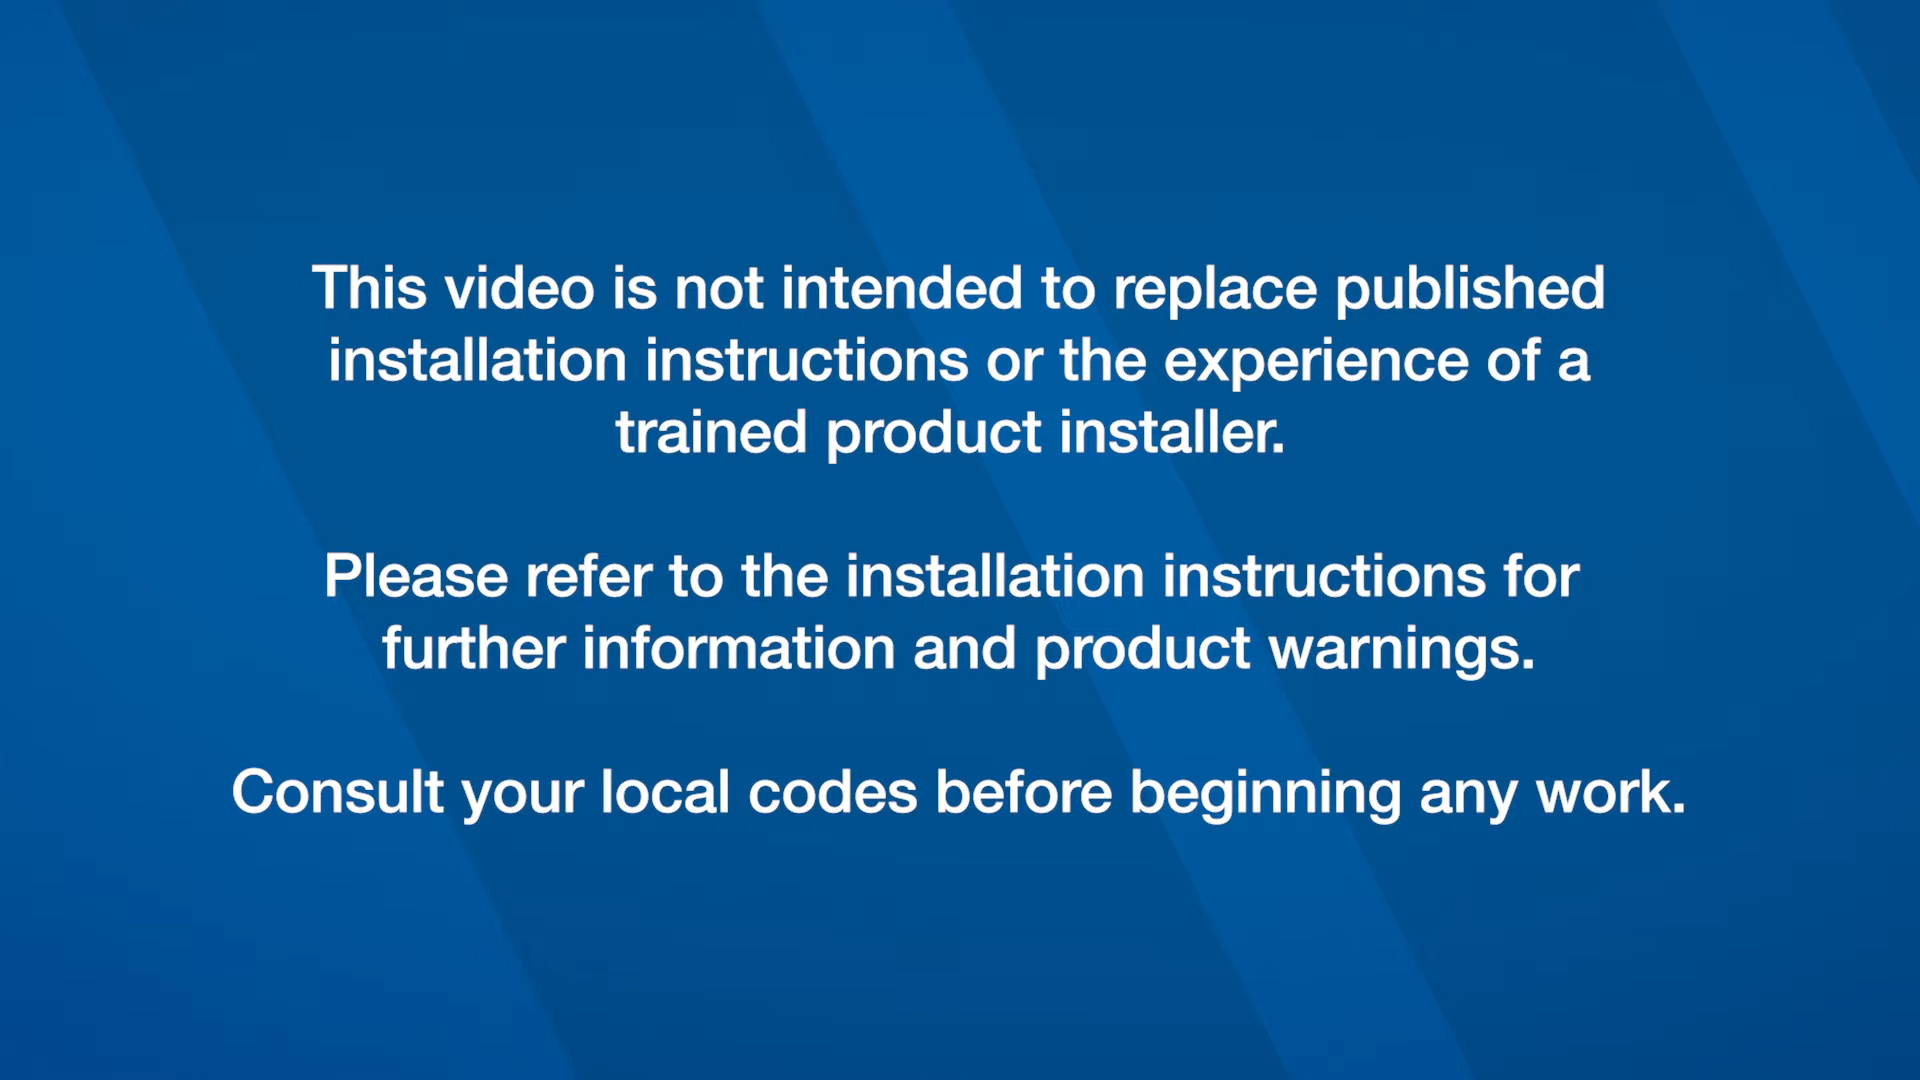 This video is not intended to replace published
installation instructions or the experience of a
trained product installer.
Please refer to the installation instructions for
further information and product warnings.
Consult your local codes before beginning any work.